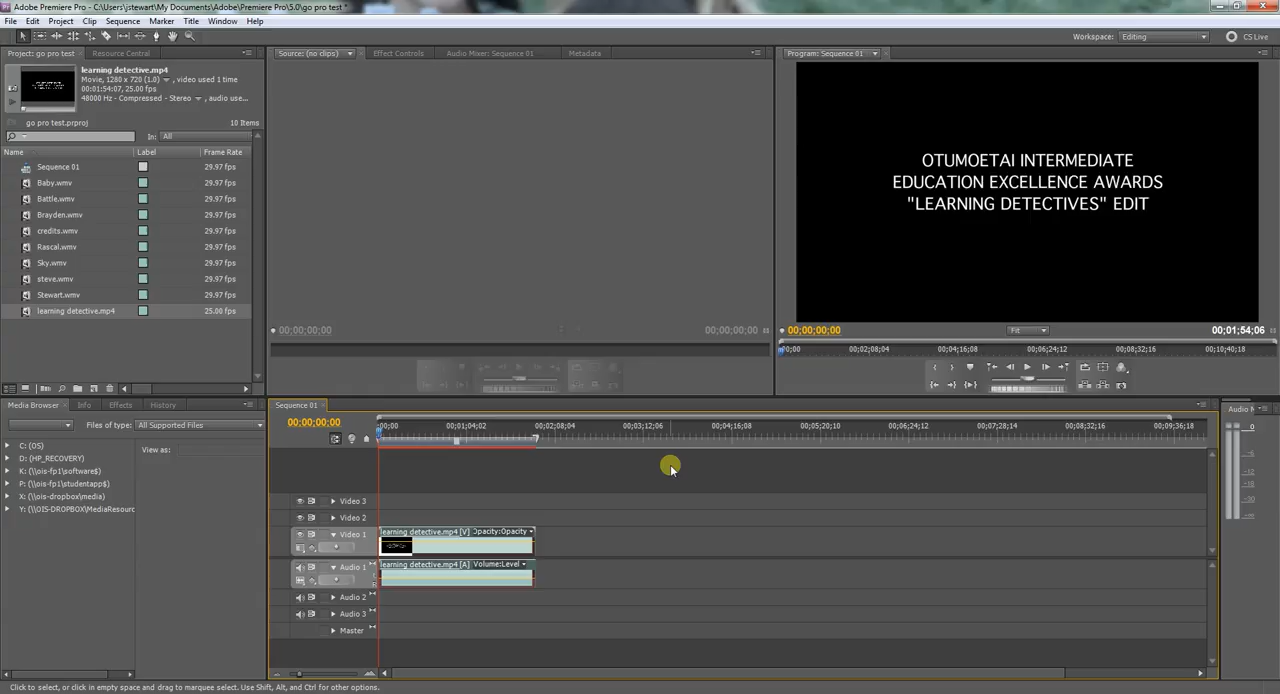 Adobe Premiere Pro - C:\Users\jstewart\My Documents\Adobe\Premiere Pro\5.0\go pro test *
File Edit Project Clip Sequence Marker Title Window Help
Workspace: Editing
CS Live
Project: go pro test
Resource Central
learning detective.mp4
Movie, 1280 x 720 (1.0)
, video used 1 time
00:01:54:07, 25.00 fps
48000 Hz - Compressed - Stereo
, audio use...
go pro test.prproj
10 Items
In: All
Name Label Frame Rate
Sequence 01 29.97 fps
Baby.wmv 29.97 fps
Battle.wmv 29.97 fps
Brayden.wmv 29.97 fps
credits.wmv 29.97 fps
Rascal.wmv 29.97 fps
Sky.wmv 29.97 fps
steve.wmv 29.97 fps
Stewart.wmv 29.97 fps
learning detective.mp4 25.00 fps
Source: (no clips)
Effect Controls
Audio Mixer: Sequence 01
Metadata
00;00;00;00
00;00;00;00
Program: Sequence 01
OTUMOETAI INTERMEDIATE
EDUCATION EXCELLENCE AWARDS
"LEARNING DETECTIVES" EDIT
00;00;00;00
Fit
00;01;54;06
00;00 00;02;08;04 00;04;16;08 00;06;24;12 00;08;32;16 00;10;40;18
Media Browser Info Effects History
Files of type: All Supported Files
C: (OS)
View as:
D: (HP_RECOVERY)
K: (\\ois-fp1\software$)
P: (\\ois-fp1\studentapp$)
X: (\\ois-dropbox\media)
Y: (\\OIS-DROPBOX\MediaResourc
Sequence 01
00;00;00;00
00;00 00;01;04;02 00;02;08;04 00;03;12;06 00;04;16;08 00;05;20;10 00;06;24;12 00;07;28;14 00;08;32;16 00;09;36;18
Video 3
Video 2
Video 1
learning detective.mp4 [V] Opacity:Opacity
Audio 1
learning detective.mp4 [A] Volume:Level
Audio 2
Audio 3
Master
Audio M
0
-6
-12
-18
-30
Click to select, or click in empty space and drag to marquee select. Use Shift, Alt, and Ctrl for other options.